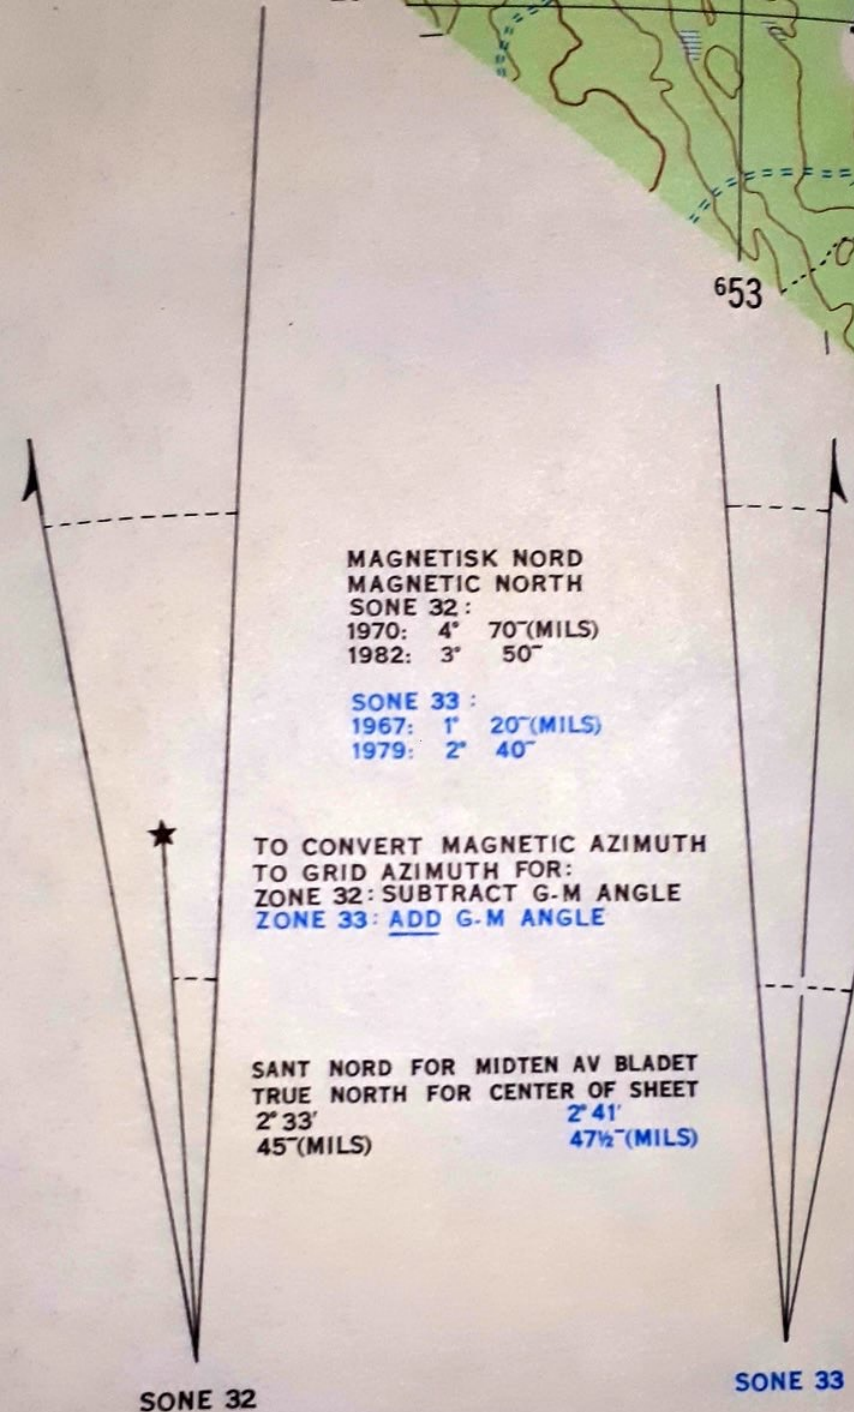 ⁶53
MAGNETISK NORD
MAGNETIC NORTH
SONE 32:
1970: 4° 70⁻(MILS)
1982: 3° 50⁻
SONE 33 :
1967: 1° 20⁻(MILS)
1979: 2° 40⁻
TO CONVERT MAGNETIC AZIMUTH
TO GRID AZIMUTH FOR:
ZONE 32: SUBTRACT G-M ANGLE
ZONE 33: ADD G-M ANGLE
SANT NORD FOR MIDTEN AV BLADET
TRUE NORTH FOR CENTER OF SHEET
2° 33' 2° 41'
45⁻(MILS) 47½⁻(MILS)
SONE 32 SONE 33